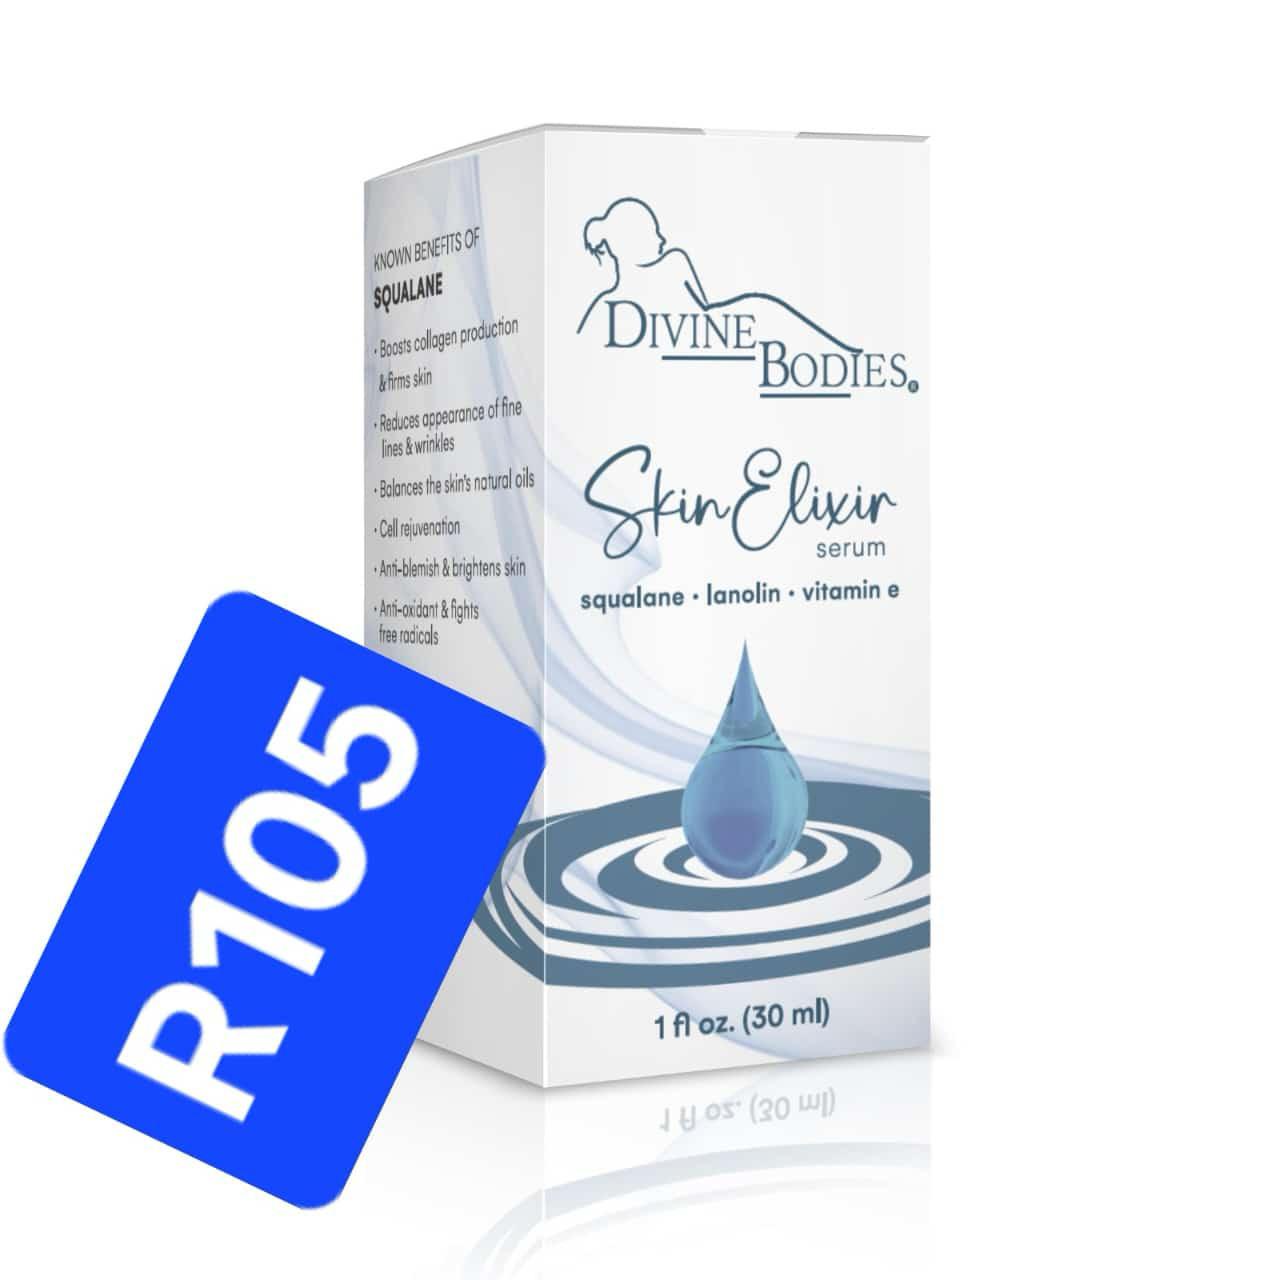 KNOWN BENEFITS OF
SQUALANE
• Boosts collagen production
& firms skin
• Reduces appearance of fine
lines & wrinkles
• Balances the skin's natural oils
• Cell rejuvenation
• Anti-blemish & brightens skin
• Anti-oxidant & fights
free radicals
DIVINE
BODIES®
Skin Elixir
serum
squalane • lanolin • vitamin e
1 fl oz. (30 ml)
R105
1 fl oz. (30 ml)